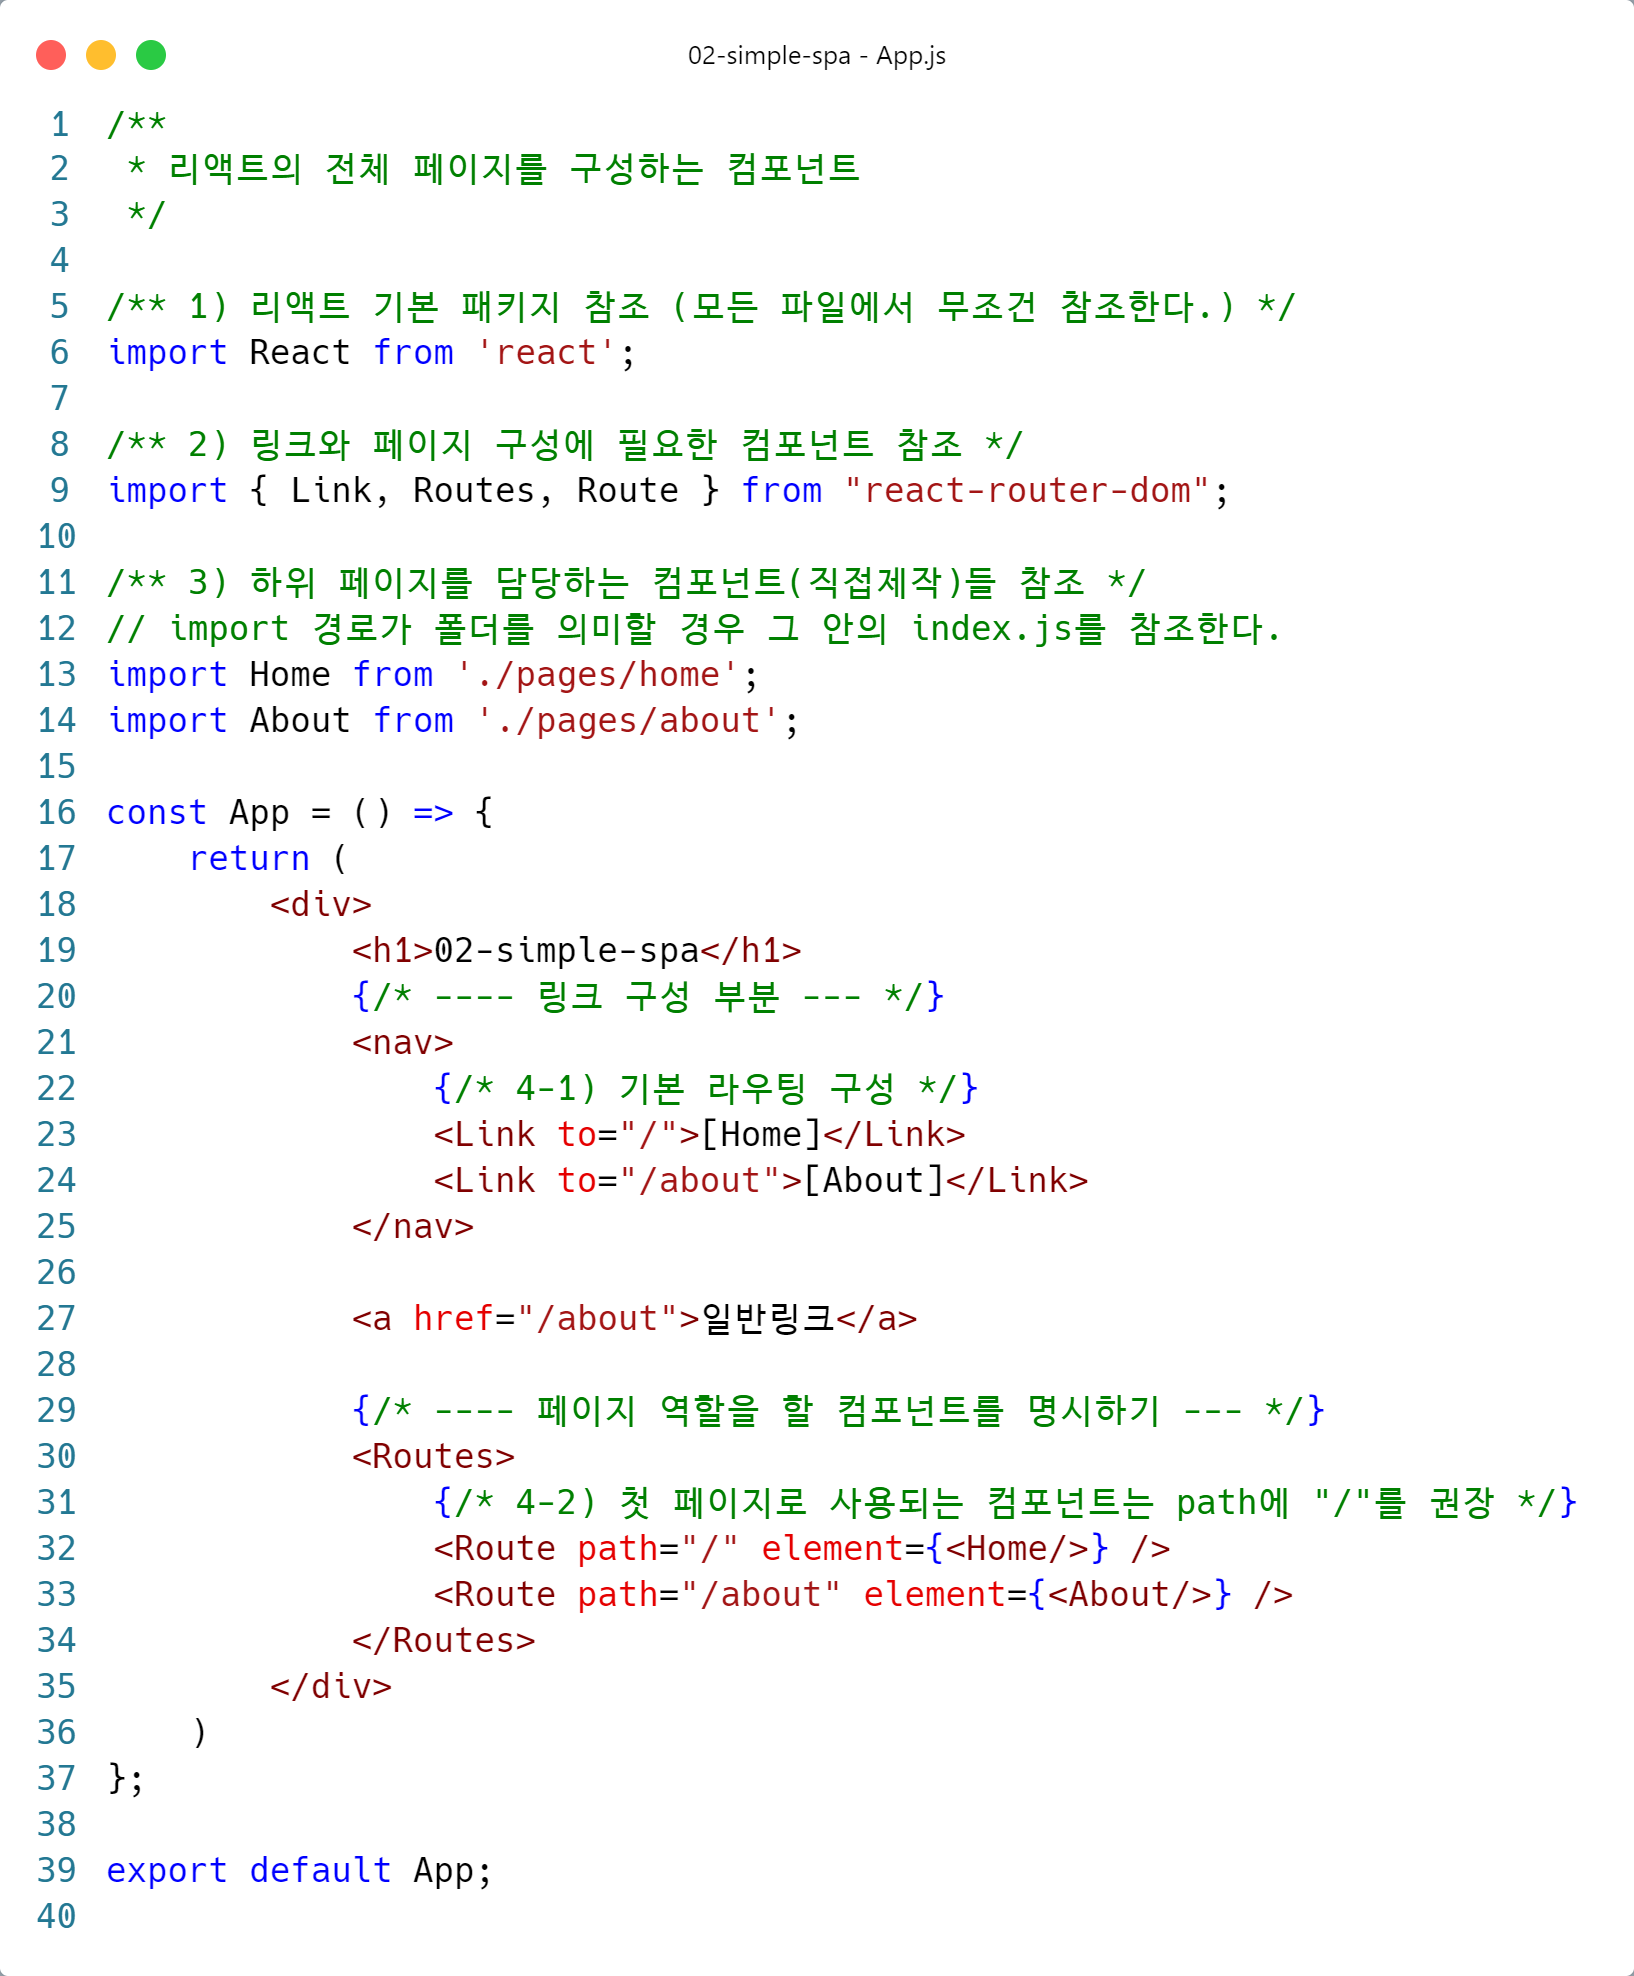 02-simple-spa - App.js
1 /**
2  * 리액트의 전체 페이지를 구성하는 컴포넌트
3  */
4
5 /** 1) 리액트 기본 패키지 참조 (모든 파일에서 무조건 참조한다.) */
6 import React from 'react';
7
8 /** 2) 링크와 페이지 구성에 필요한 컴포넌트 참조 */
9 import { Link, Routes, Route } from "react-router-dom";
10
11 /** 3) 하위 페이지를 담당하는 컴포넌트(직접제작)들 참조 */
12 // import 경로가 폴더를 의미할 경우 그 안의 index.js를 참조한다.
13 import Home from './pages/home';
14 import About from './pages/about';
15
16 const App = () => {
17     return (
18         <div>
19             <h1>02-simple-spa</h1>
20             {/* ---- 링크 구성 부분 --- */}
21             <nav>
22                 {/* 4-1) 기본 라우팅 구성 */}
23                 <Link to="/">[Home]</Link>
24                 <Link to="/about">[About]</Link>
25             </nav>
26
27             <a href="/about">일반링크</a>
28
29             {/* ---- 페이지 역할을 할 컴포넌트를 명시하기 --- */}
30             <Routes>
31                 {/* 4-2) 첫 페이지로 사용되는 컴포넌트는 path에 "/"를 권장 */}
32                 <Route path="/" element={<Home/>} />
33                 <Route path="/about" element={<About/>} />
34             </Routes>
35         </div>
36     )
37 };
38
39 export default App;
40